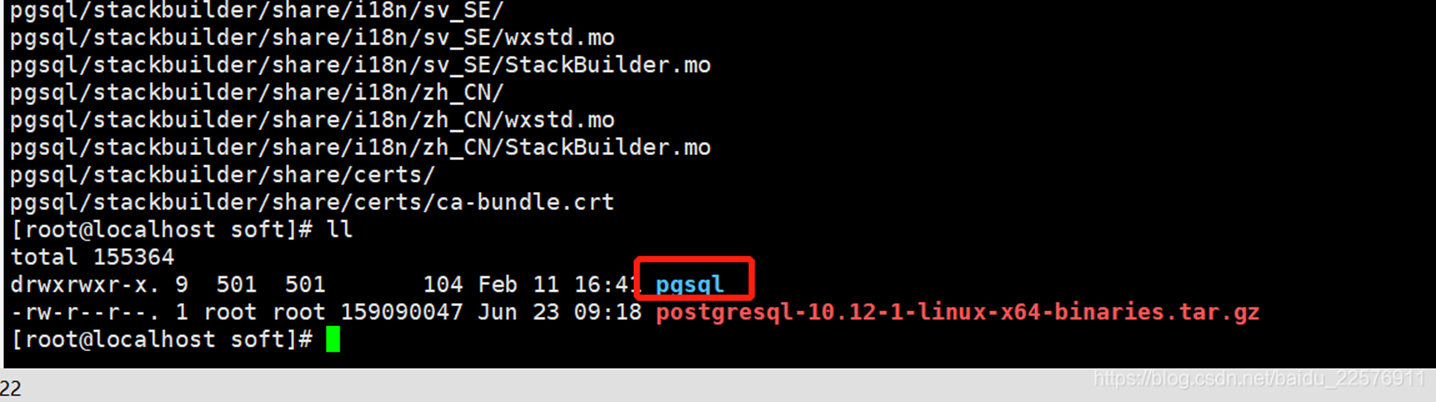 pgsql/stackbuilder/share/i18n/sv_SE/
pgsql/stackbuilder/share/i18n/sv_SE/wxstd.mo
pgsql/stackbuilder/share/i18n/sv_SE/StackBuilder.mo
pgsql/stackbuilder/share/i18n/zh_CN/
pgsql/stackbuilder/share/i18n/zh_CN/wxstd.mo
pgsql/stackbuilder/share/i18n/zh_CN/StackBuilder.mo
pgsql/stackbuilder/share/certs/
pgsql/stackbuilder/share/certs/ca-bundle.crt
[root@localhost soft]# ll
total 155364
drwxrwxr-x. 9  501  501       104 Feb 11 16:41 pgsql
-rw-r--r--. 1 root root 159090047 Jun 23 09:18 postgresql-10.12-1-linux-x64-binaries.tar.gz
[root@localhost soft]#
22
https://blog.csdn.net/baidu_22576911